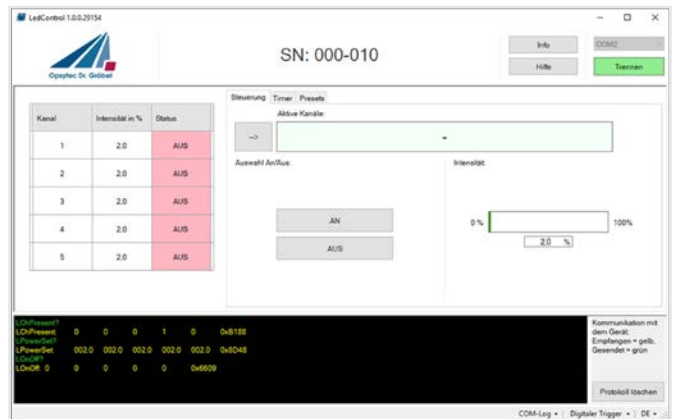 LedControl 1.0.0.29154
Opsytec Dr. Gröbel
SN: 000-010
Info
COM2
Hilfe
Trennen
Kanal Intensität in % Status
1 2,0 AUS
2 2,0 AUS
3 2,0 AUS
4 2,0 AUS
5 2,0 AUS
Steuerung Timer Presets
Aktive Kanäle:
-->
-
Auswahl An/Aus:
Intensität:
AN
AUS
0 %
100%
2,0 %
LChPresent?
LChPresent: 0 0 0 1 0 0xB188
LPowerSet?
LPowerSet: 002.0 002.0 002.0 002.0 002.0 0x8D48
LOnOff?
LOnOff: 0 0 0 0 0x6609
Kommunikation mit
dem Gerät:
Empfangen = gelb.
Gesendet = grün
Protokoll löschen
COM-Log Digitaler Trigger DE